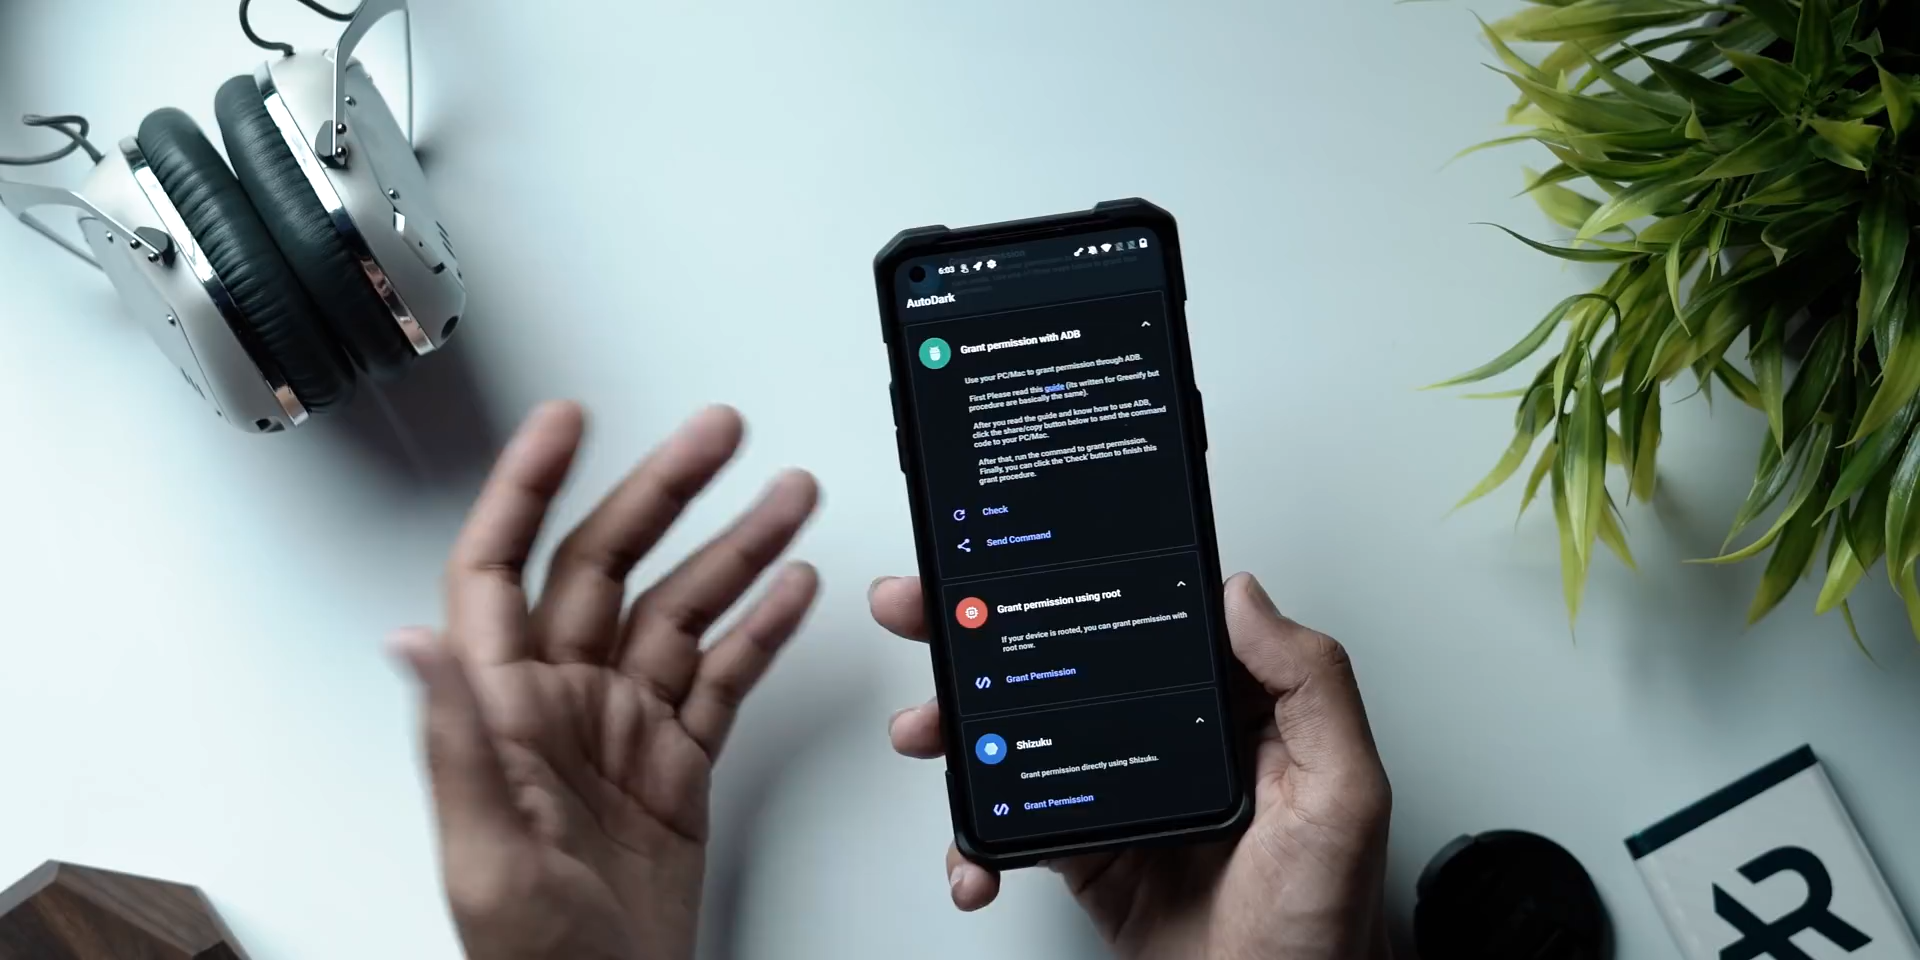 6:03
AutoDark
Grant permission with ADB
Use your PC/Mac to grant permission through ADB.
First Please read this guide (its written for Greenify but
procedure are basically the same).
After you read the guide and know how to use ADB,
click the share/copy button below to send the command
code to your PC/Mac.
After that, run the command to grant permission.
Finally, you can click the 'Check' button to finish this
grant procedure.
Check
Send Command
Grant permission using root
If your device is rooted, you can grant permission with
root now.
Grant Permission
Shizuku
Grant permission directly using Shizuku.
Grant Permission